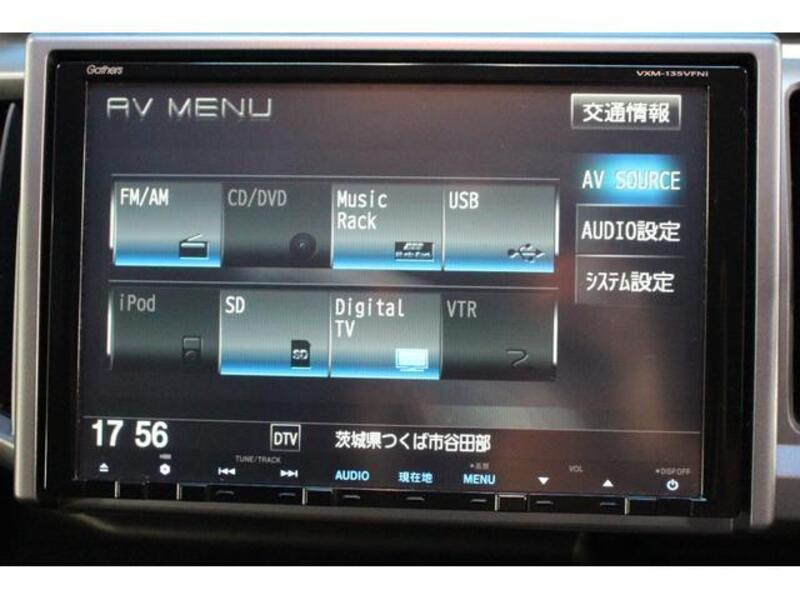 Gathers
VXM-135VFNi
AV MENU
交通情報
AV SOURCE
FM/AM
CD/DVD
Music
Rack
USB
AUDIO設定
システム設定
iPod
SD
Digital
TV
VTR
SD
17 56
DTV
茨城県つくば市谷田部
TUNE/TRACK
AUDIO
現在地
MENU
VOL
DISP OFF